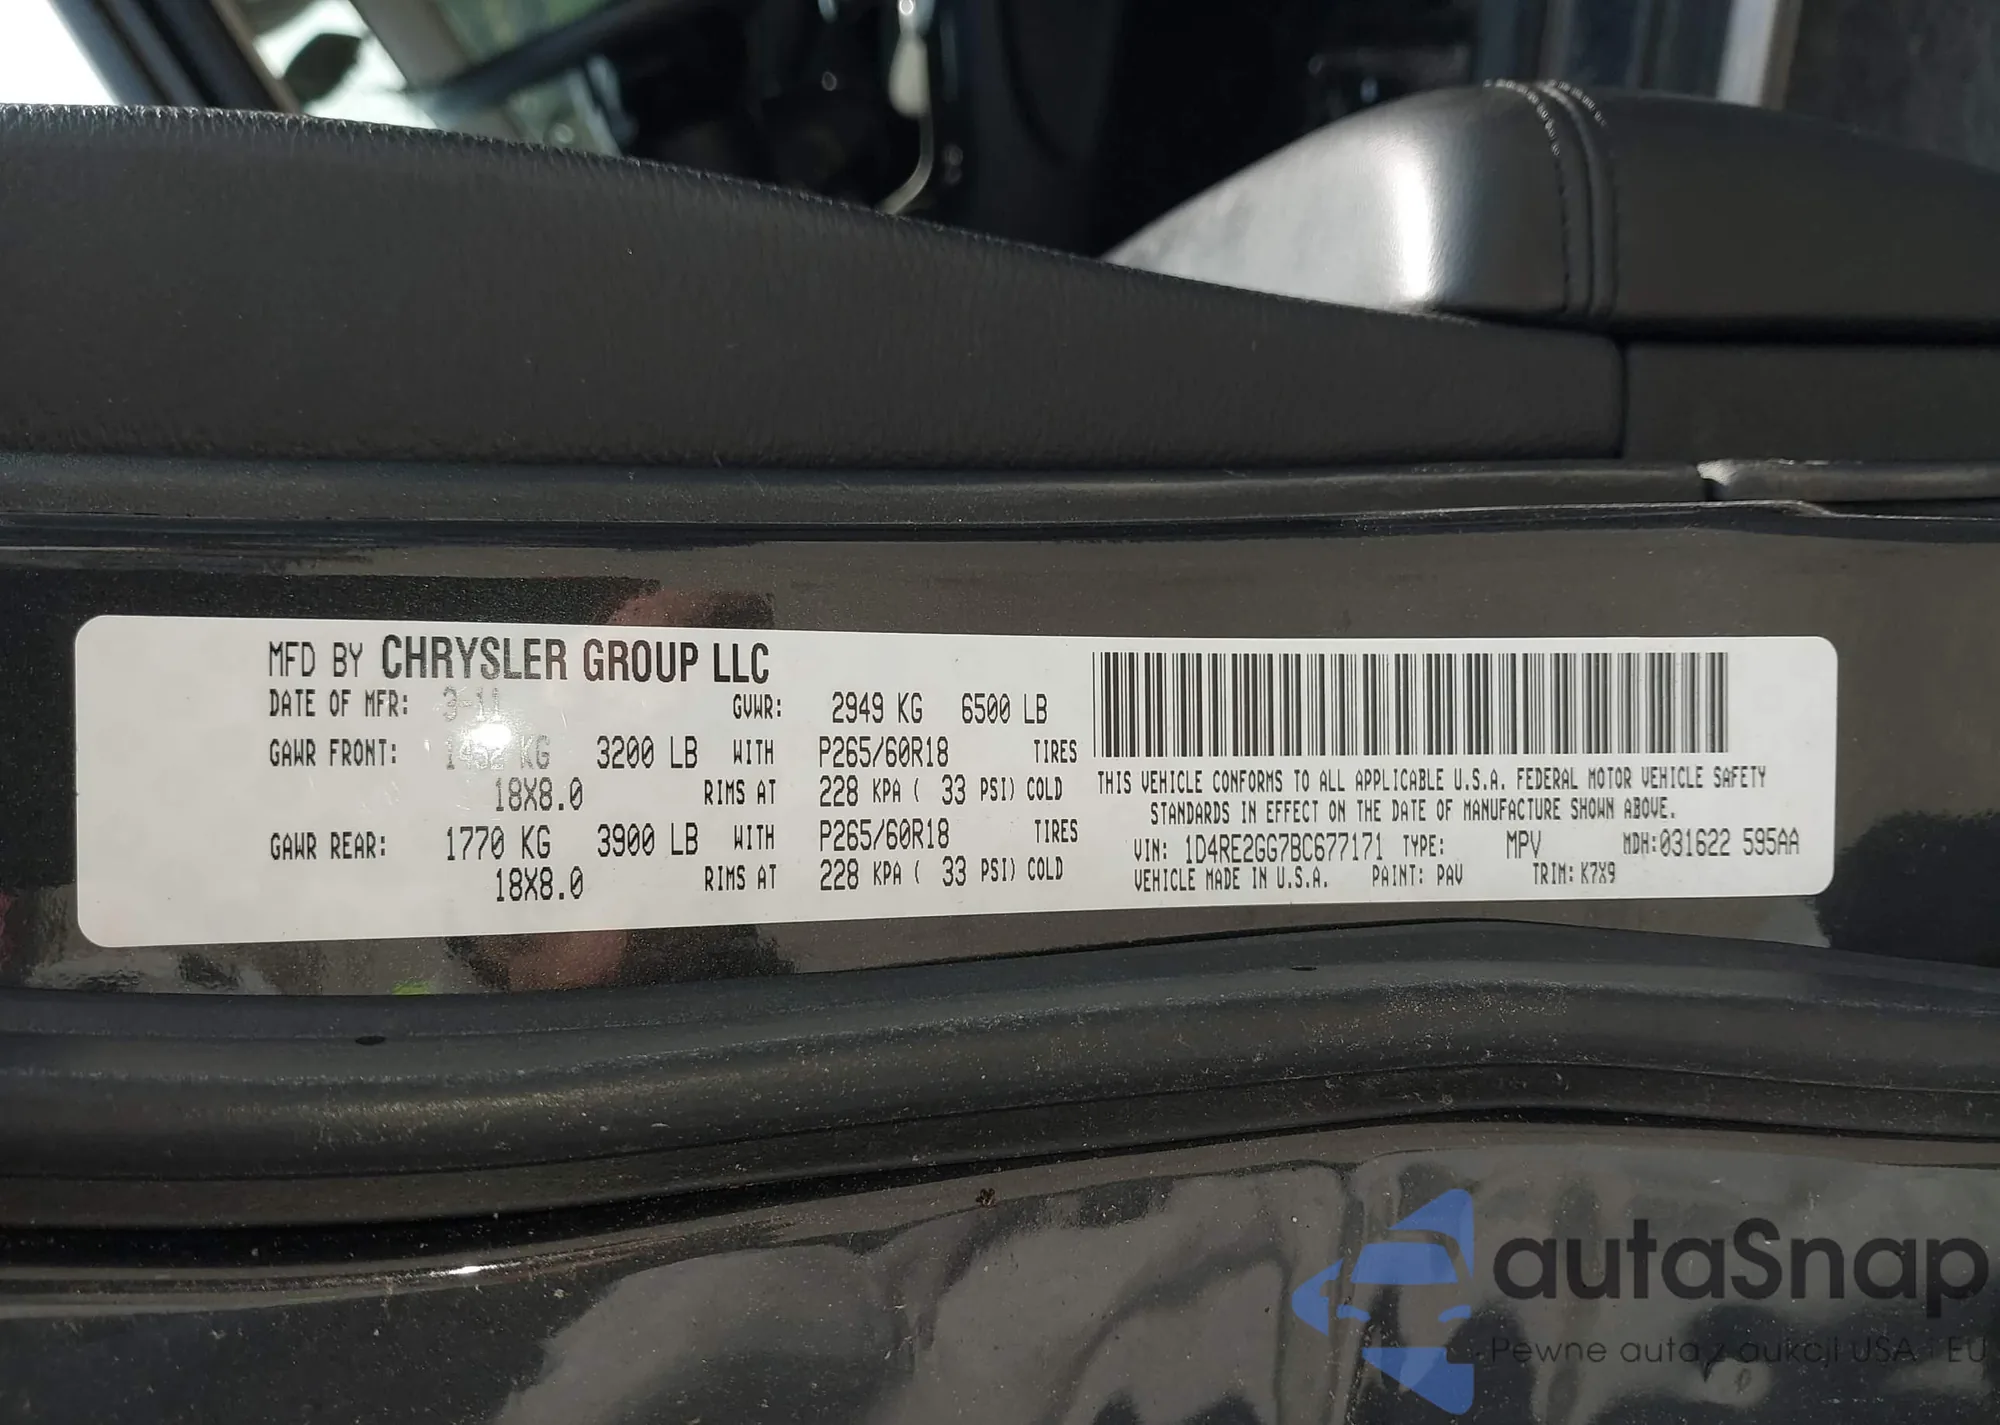 MFD BY CHRYSLER GROUP LLC
DATE OF MFR: 3-11 GVWR: 2949 KG 6500 LB
GAWR FRONT: 1452 KG 3200 LB WITH P265/60R18 TIRES
18X8.0 RIMS AT 228 KPA ( 33 PSI) COLD
GAWR REAR: 1770 KG 3900 LB WITH P265/60R18 TIRES
18X8.0 RIMS AT 228 KPA ( 33 PSI) COLD
THIS VEHICLE CONFORMS TO ALL APPLICABLE U.S.A. FEDERAL MOTOR VEHICLE SAFETY
STANDARDS IN EFFECT ON THE DATE OF MANUFACTURE SHOWN ABOVE.
VIN: 1D4RE2GG7BC677171 TYPE: MPV MDH:031622 595AA
VEHICLE MADE IN U.S.A. PAINT: PAV TRIM: K7X9
autaSnap
Pewne auta z aukcji USA i EU